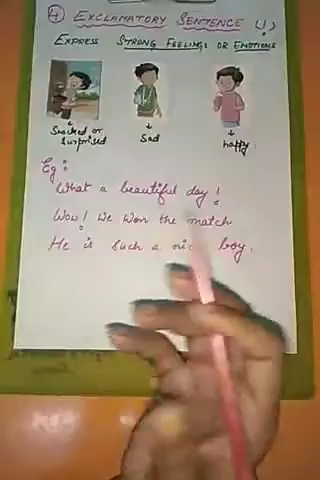 ④ EXCLAMATORY SENTENCE (!)
EXPRESS STRONG FEELINGS OR EMOTIONS
Shocked or
surprised
Sad
happy
Eg:
What a beautiful day!
Wow! We won the match
He is such a nice boy.